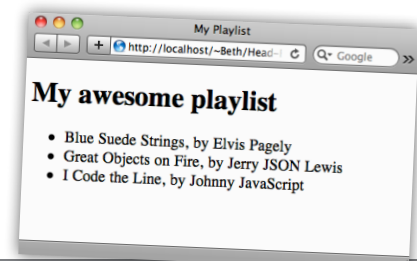 My Playlist
http://localhost/~Beth/Head-
Google
My awesome playlist
Blue Suede Strings, by Elvis Pagely
Great Objects on Fire, by Jerry JSON Lewis
I Code the Line, by Johnny JavaScript